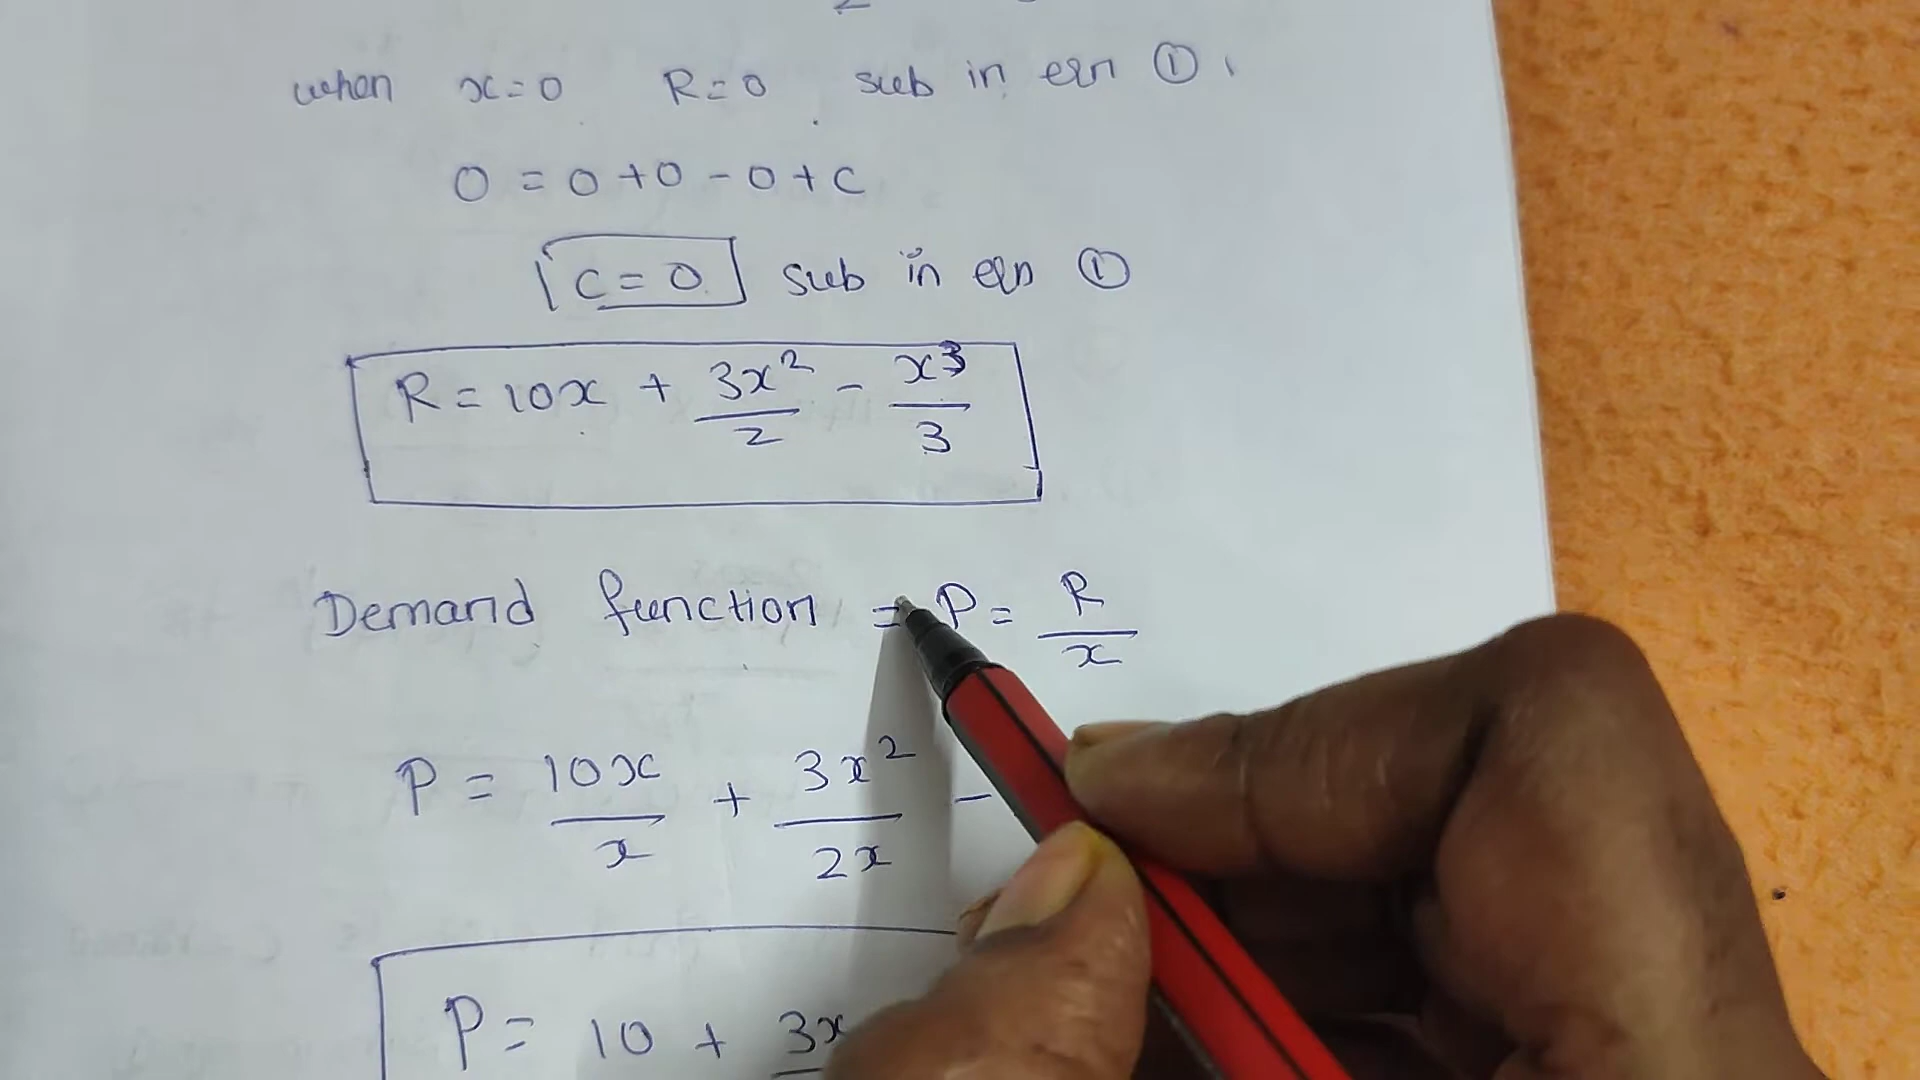 when x=0 R=0 sub in eqn ①,
0 = 0 + 0 - 0 + c
c = 0 sub in eqn ①
R = 10x + 3x²/2 - x³/3
Demand function = P = R/x
P = 10x/x + 3x²/2x -
P = 10 + 3x